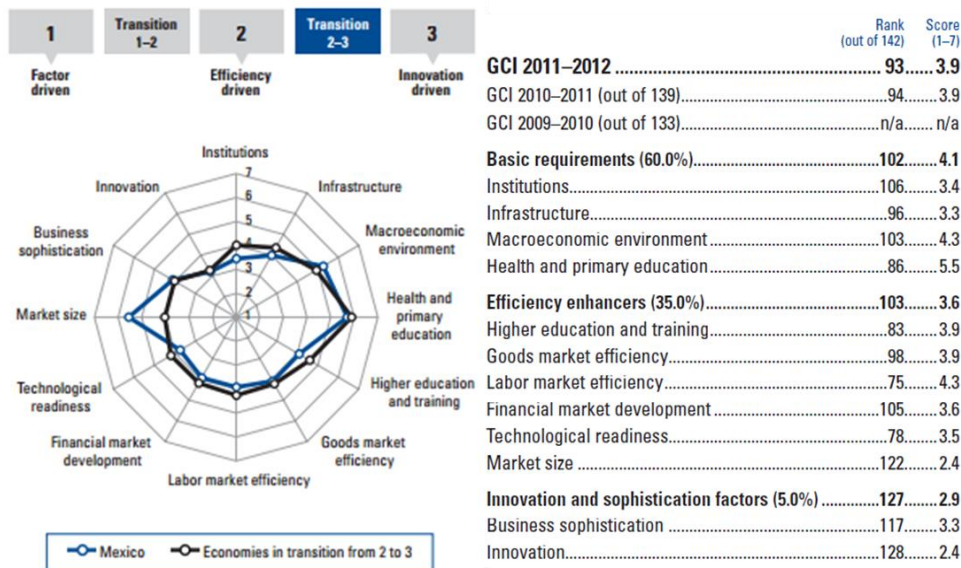 1
Transition
1–2
2
Transition
2–3
3
Factor
driven
Efficiency
driven
Innovation
driven
Institutions
Infrastructure
Macroeconomic
environment
Health and
primary
education
Higher education
and training
Goods market
efficiency
Labor market efficiency
Financial market
development
Technological
readiness
Market size
Business
sophistication
Innovation
7
6
5
4
3
2
1
Mexico
Economies in transition from 2 to 3
Rank Score
(out of 142) (1–7)
GCI 2011–2012 93 3.9
GCI 2010–2011 (out of 139) 94 3.9
GCI 2009–2010 (out of 133) n/a n/a
Basic requirements (60.0%) 102 4.1
Institutions 106 3.4
Infrastructure 96 3.3
Macroeconomic environment 103 4.3
Health and primary education 86 5.5
Efficiency enhancers (35.0%) 103 3.6
Higher education and training 83 3.9
Goods market efficiency 98 3.9
Labor market efficiency 75 4.3
Financial market development 105 3.6
Technological readiness 78 3.5
Market size 122 2.4
Innovation and sophistication factors (5.0%) 127 2.9
Business sophistication 117 3.3
Innovation 128 2.4